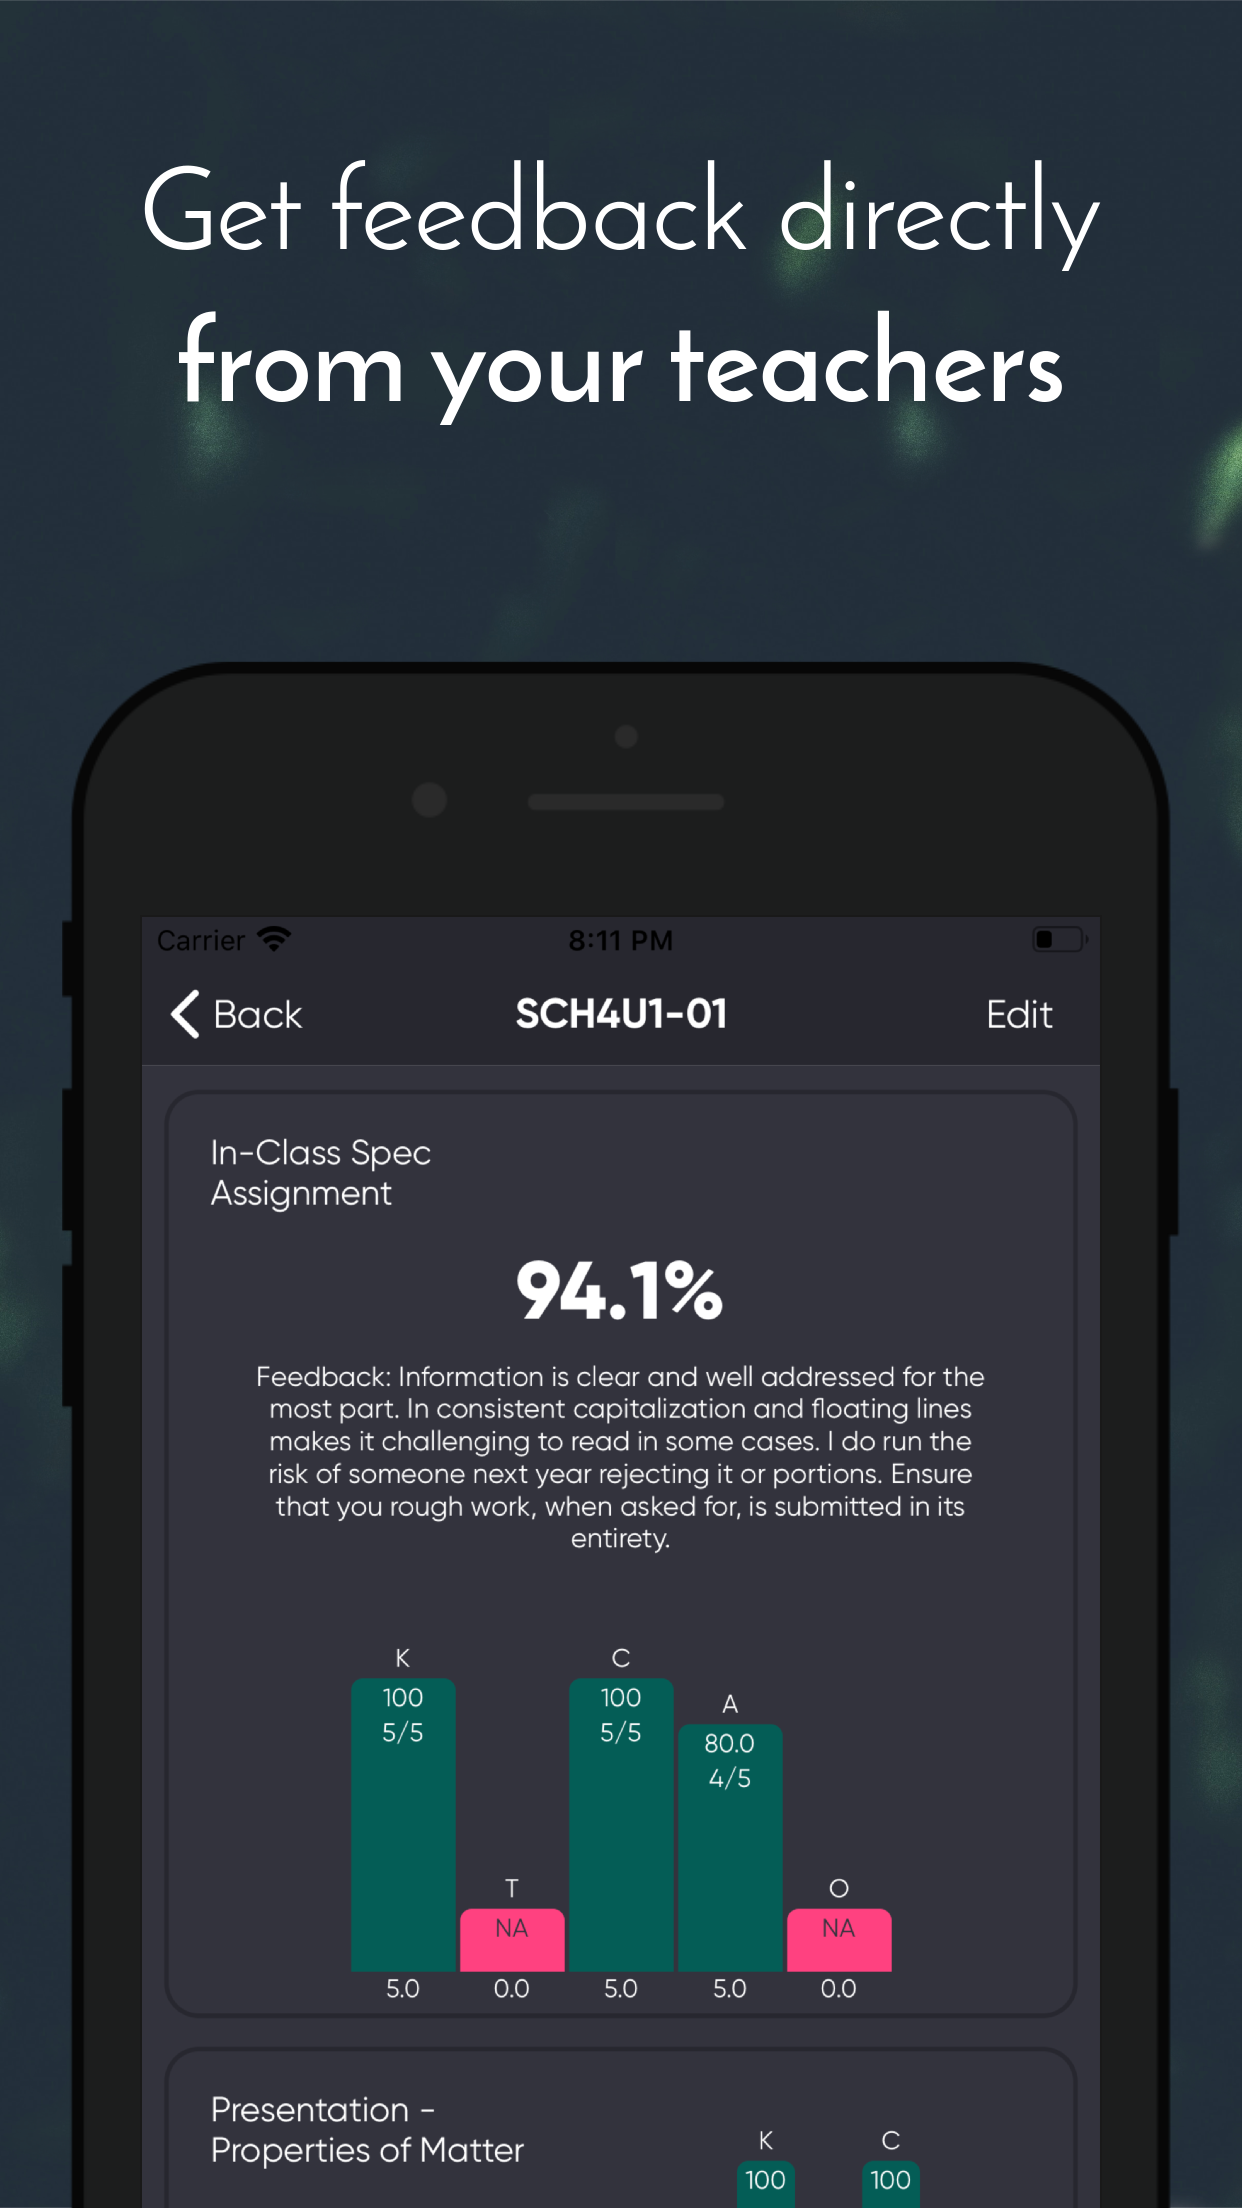 Get feedback directly
from your teachers
Carrier 8:11 PM
Back SCH4U1-01 Edit
In-Class Spec
Assignment
94.1%
Feedback: Information is clear and well addressed for the
most part. In consistent capitalization and floating lines
makes it challenging to read in some cases. I do run the
risk of someone next year rejecting it or portions. Ensure
that you rough work, when asked for, is submitted in its
entirety.
K C
100 100 A
5/5 5/5 80.0
4/5
T O
NA NA
5.0 0.0 5.0 5.0 0.0
Presentation -
Properties of Matter
K C
100 100